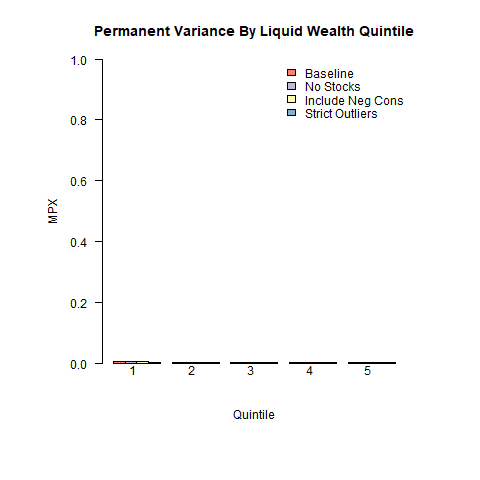 Permanent Variance By Liquid Wealth Quintile
Baseline
No Stocks
Include Neg Cons
Strict Outliers
MPX
1.0
0.8
0.6
0.4
0.2
0.0
1 2 3 4 5
Quintile